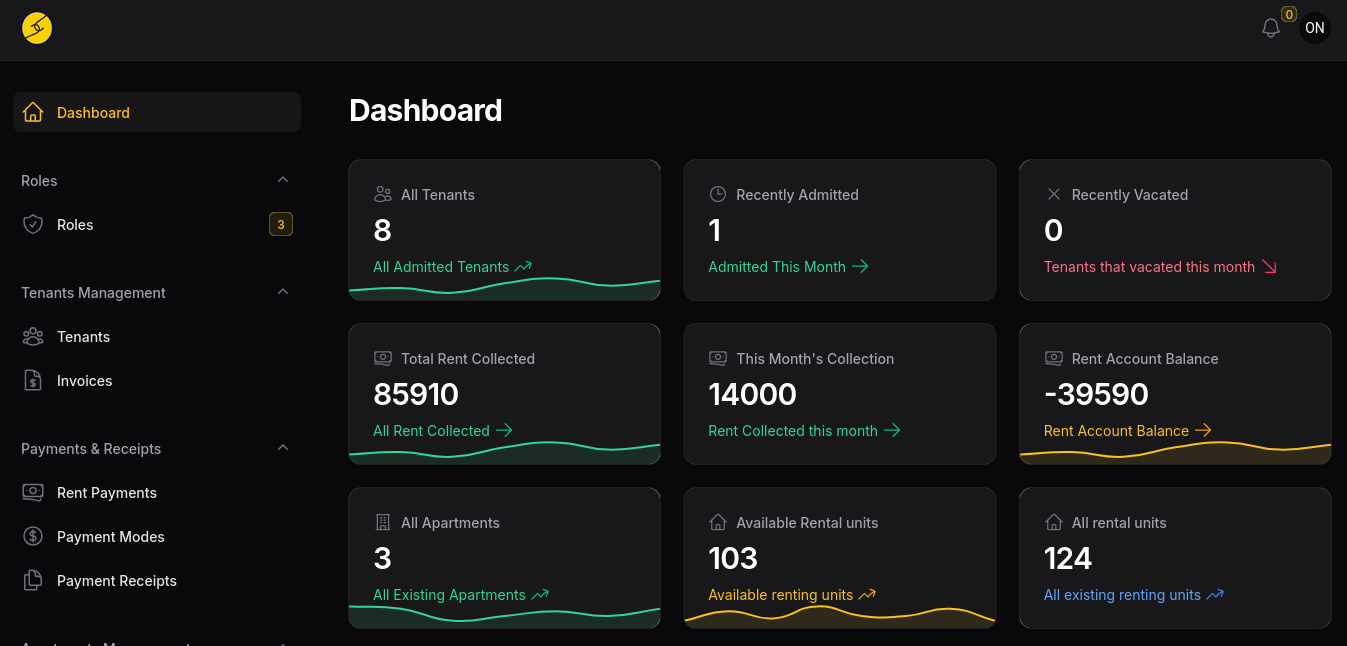 0
ON
Dashboard
Roles
Roles
3
Tenants Management
Tenants
Invoices
Payments & Receipts
Rent Payments
Payment Modes
Payment Receipts
Dashboard
All Tenants
8
All Admitted Tenants
Recently Admitted
1
Admitted This Month
Recently Vacated
0
Tenants that vacated this month
Total Rent Collected
85910
All Rent Collected
This Month's Collection
14000
Rent Collected this month
Rent Account Balance
-39590
Rent Account Balance
All Apartments
3
All Existing Apartments
Available Rental units
103
Available renting units
All rental units
124
All existing renting units